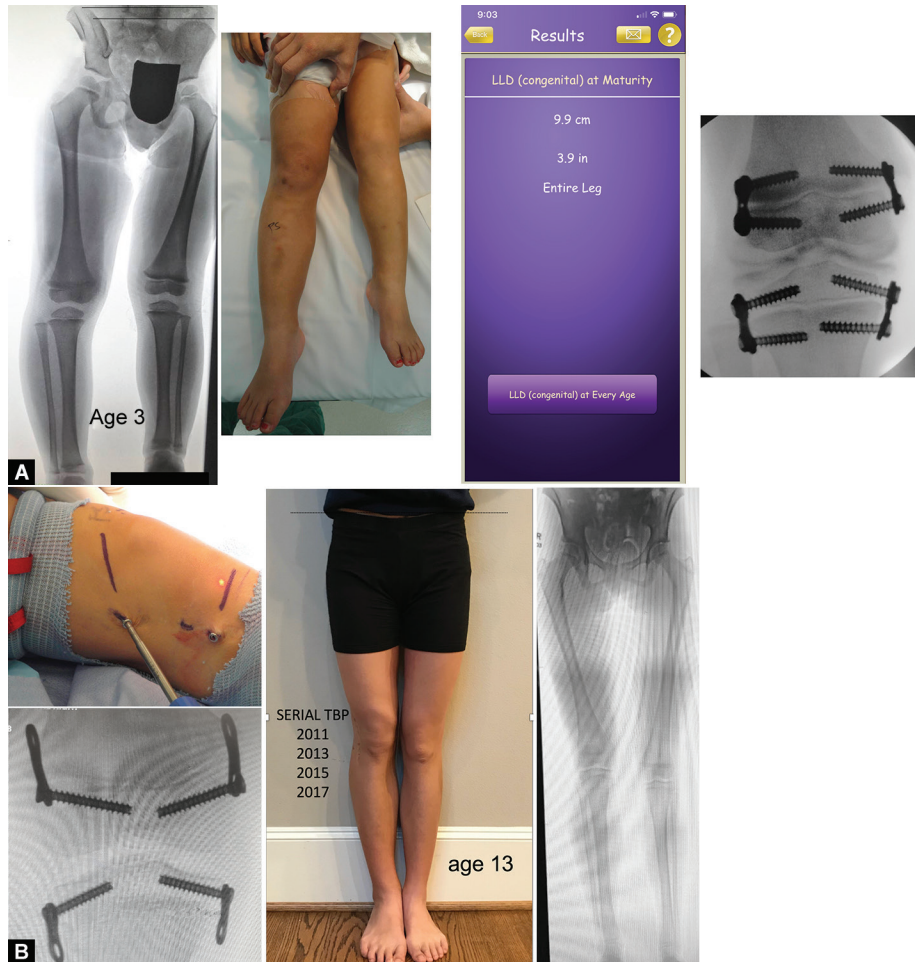 9:03
Back
Results
?
LLD (congenital) at Maturity
9.9 cm
3.9 in
Entire Leg
LLD (congenital) at Every Age
Age 3
A
SERIAL TBP
2011
2013
2015
2017
age 13
B